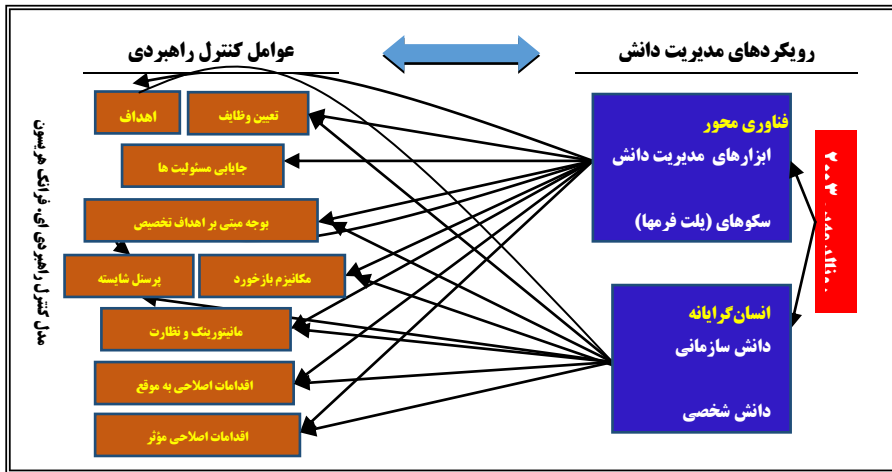 رویکردهای مدیریت دانش
عوامل کنترل راهبردی
فناوری محور
ابزارهای مدیریت دانش
سکوهای (پلت فرمها)
انسان‌گرایانه
دانش سازمانی
دانش شخصی
تعیین وظایف
اهداف
جایابی مسئولیت ها
بوجه مبتی بر اهداف تخصیص
مکانیزم بازخورد
پرسنل شایسته
مانیتورینگ و نظارت
اقدامات اصلاحی به موقع
اقدامات اصلاحی مؤثر
مدل کنترل راهبردی ای. فرانک هریسون